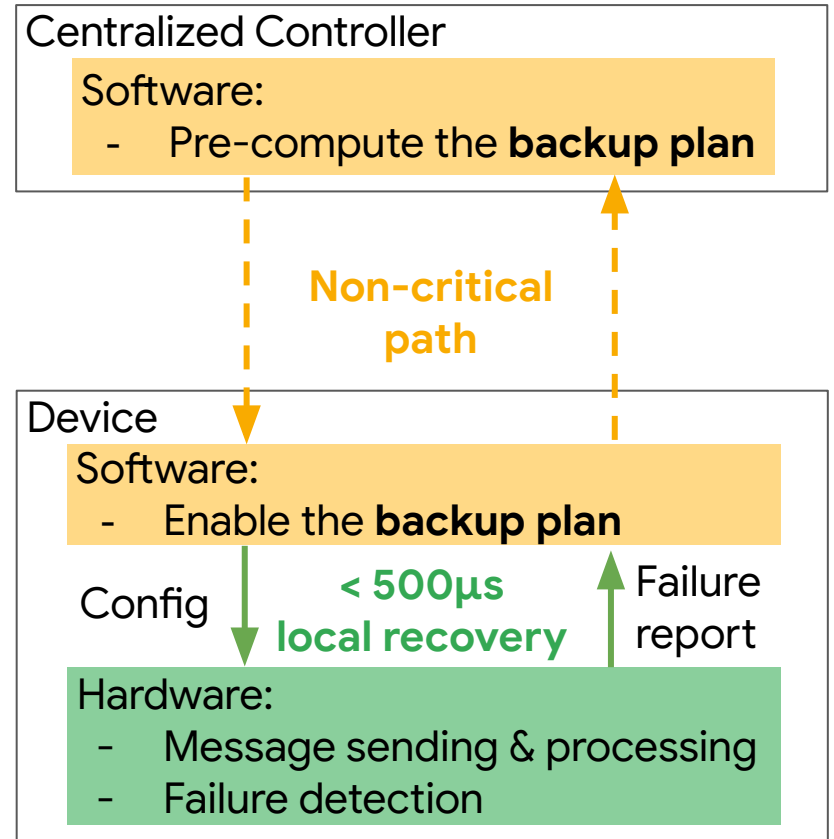 Centralized Controller
Software:
- Pre-compute the backup plan
Non-critical
path
Device
Software:
- Enable the backup plan
Config
< 500μs
local recovery
Failure
report
Hardware:
- Message sending & processing
- Failure detection